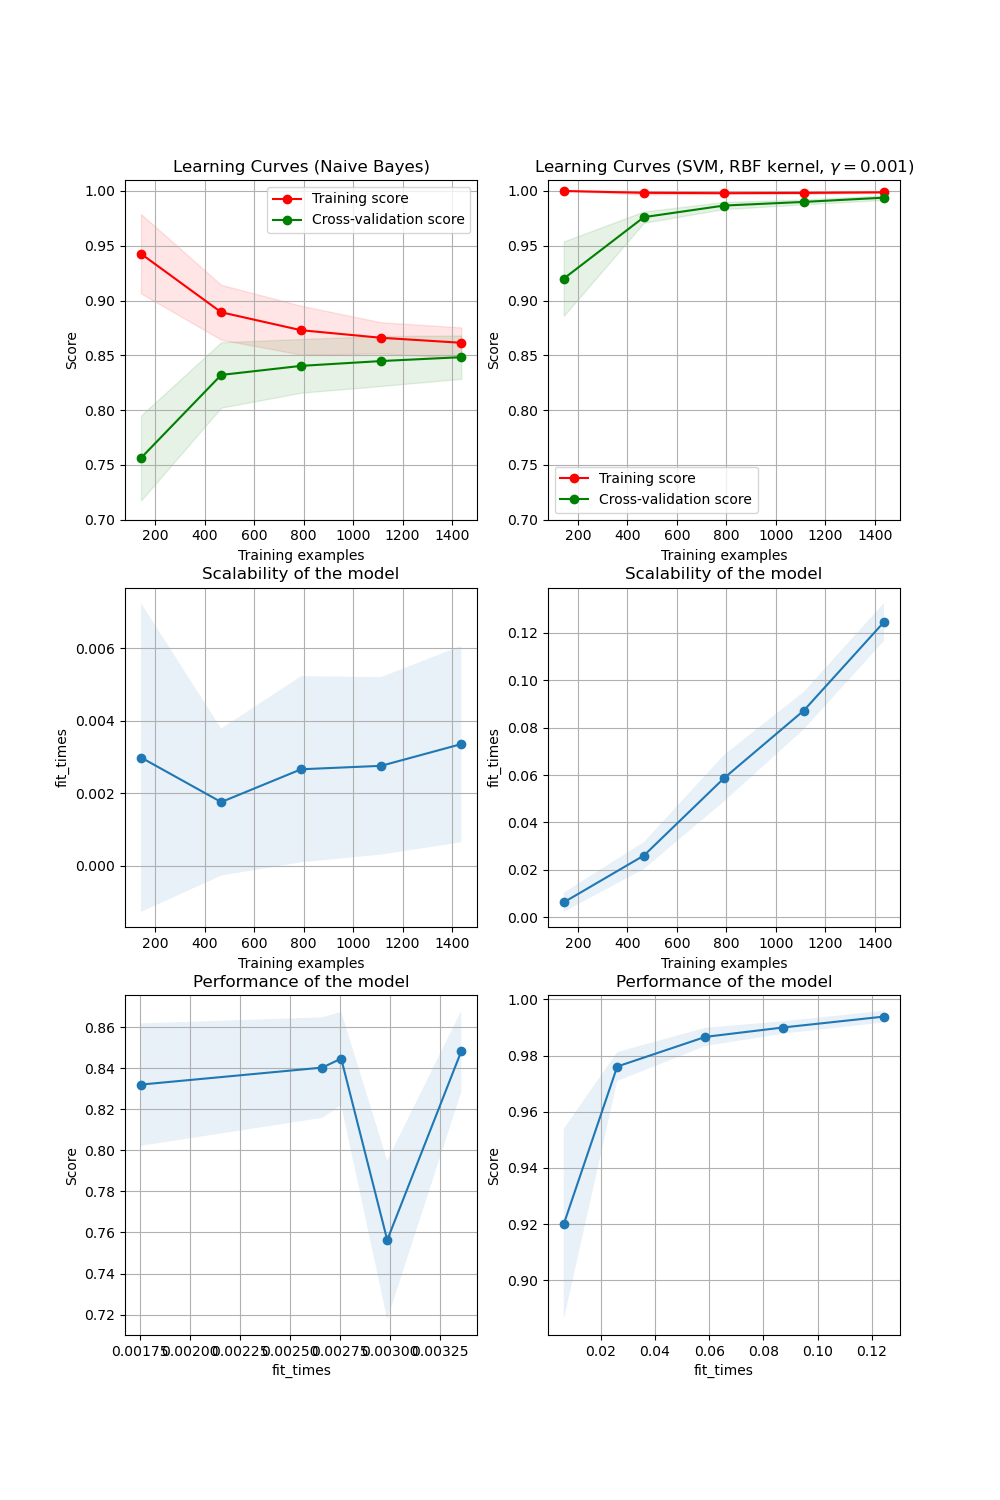 Learning Curves (Naive Bayes)
1.00
0.95
0.90
0.85
0.80
0.75
0.70
Score
Training score
Cross-validation score
200 400 600 800 1000 1200 1400
Training examples
Learning Curves (SVM, RBF kernel, γ = 0.001)
1.00
0.95
0.90
0.85
0.80
0.75
0.70
Score
Training score
Cross-validation score
200 400 600 800 1000 1200 1400
Training examples
Scalability of the model
0.006
0.004
0.002
0.000
fit_times
200 400 600 800 1000 1200 1400
Training examples
Scalability of the model
0.12
0.10
0.08
0.06
0.04
0.02
0.00
fit_times
200 400 600 800 1000 1200 1400
Training examples
Performance of the model
0.86
0.84
0.82
0.80
0.78
0.76
0.74
0.72
Score
0.00175 0.00200 0.00225 0.00250 0.00275 0.00300 0.00325
fit_times
Performance of the model
1.00
0.98
0.96
0.94
0.92
0.90
Score
0.02 0.04 0.06 0.08 0.10 0.12
fit_times